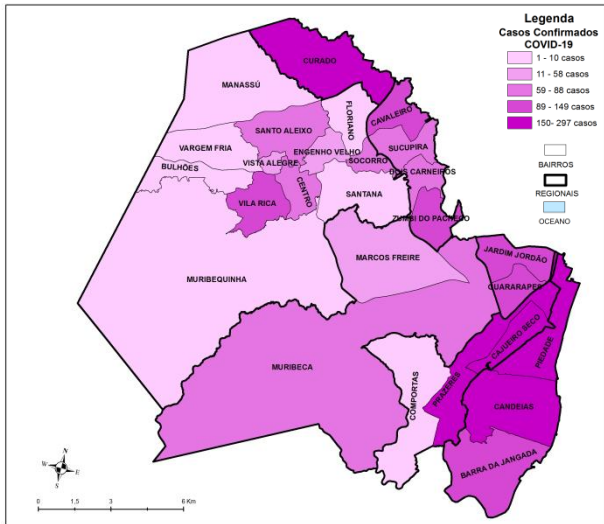 Legenda
Casos Confirmados
COVID-19
1 - 10 casos
11 - 58 casos
59 - 88 casos
89 - 149 casos
150- 297 casos
BAIRROS
REGIONAIS
OCEANO
CURADO
MANASSÚ
FLORIANO
CAVALEIRO
SANTO ALEIXO
SUCUPIRA
VARGEM FRIA
ENGENHO VELHO
VISTA ALEGRE
SOCORRO
BULHÕES
DOIS CARNEIROS
CENTRO
SANTANA
VILA RICA
ZUMBI DO PACHECO
JARDIM JORDÃO
MARCOS FREIRE
MURIBEQUINHA
GUARARAPES
CAJUEIRO SECO
PIEDADE
MURIBECA
COMPORTAS
PRAZERES
CANDEIAS
BARRA DA JANGADA
N
W
E
S
0 1,5 3 6 Km